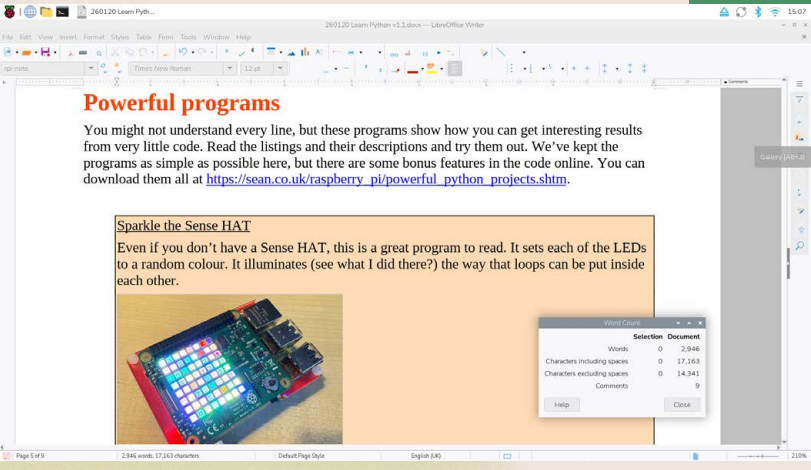 260120 Learn Pyth...
15:07
260120 Learn Python v1.1.docx — LibreOffice Writer
File Edit View Insert Format Styles Table Form Tools Window Help
Times New Roman 12 pt
Comments
Powerful programs
You might not understand every line, but these programs show how you can get interesting results
from very little code. Read the listings and their descriptions and try them out. We’ve kept the
programs as simple as possible here, but there are some bonus features in the code online. You can
download them all at https://sean.co.uk/raspberry_pi/powerful_python_projects.shtm.
Gallery (Alt+3)
Sparkle the Sense HAT
Even if you don’t have a Sense HAT, this is a great program to read. It sets each of the LEDs
to a random colour. It illuminates (see what I did there?) the way that loops can be put inside
each other.
Word Count
Selection Document
Words 0 2,946
Characters including spaces 0 17,163
Characters excluding spaces 0 14,341
Comments 9
Help Close
Page 5 of 9 2,946 words, 17,163 characters Default Page Style English (UK) 210%